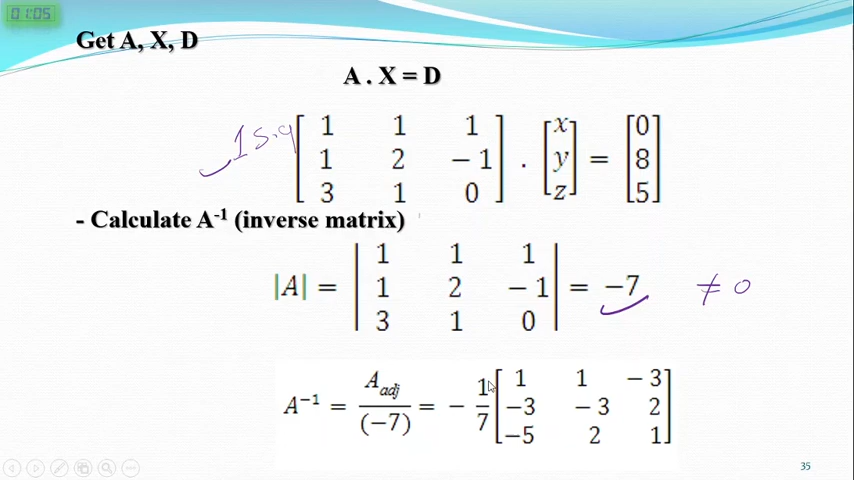 01:05
Get A, X, D
A . X = D
1 s.q [1 1 1; 1 2 −1; 3 1 0] . [x; y; z] = [0; 8; 5]
- Calculate A⁻¹ (inverse matrix)
|A| = |1 1 1; 1 2 −1; 3 1 0| = −7 ≠ 0
A⁻¹ = A_adj/(−7) = − 1/7 [1 1 −3; −3 −3 2; −5 2 1]
35